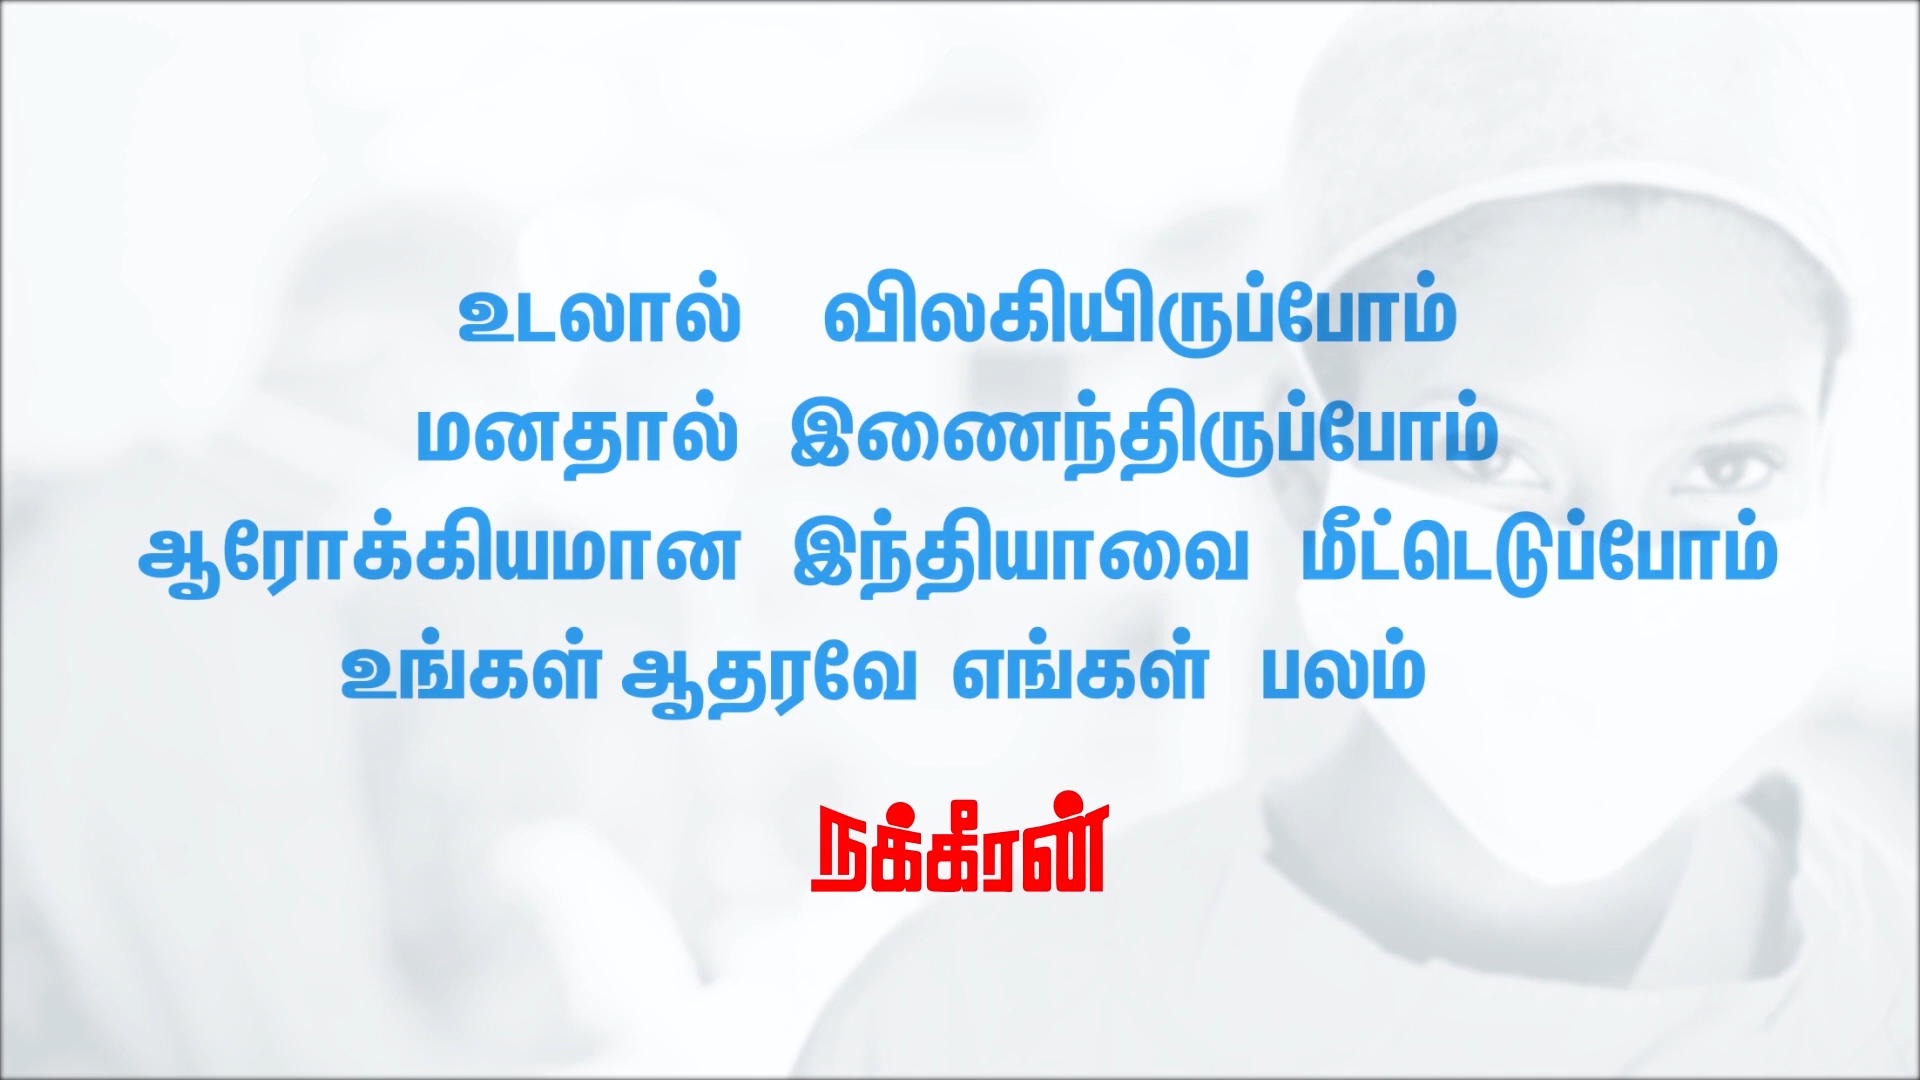 உடலால் விலகியிருப்போம்
மனதால் இணைந்திருப்போம்
ஆரோக்கியமான இந்தியாவை மீட்டெடுப்போம்
உங்கள் ஆதரவே எங்கள் பலம்
நக்கீரன்